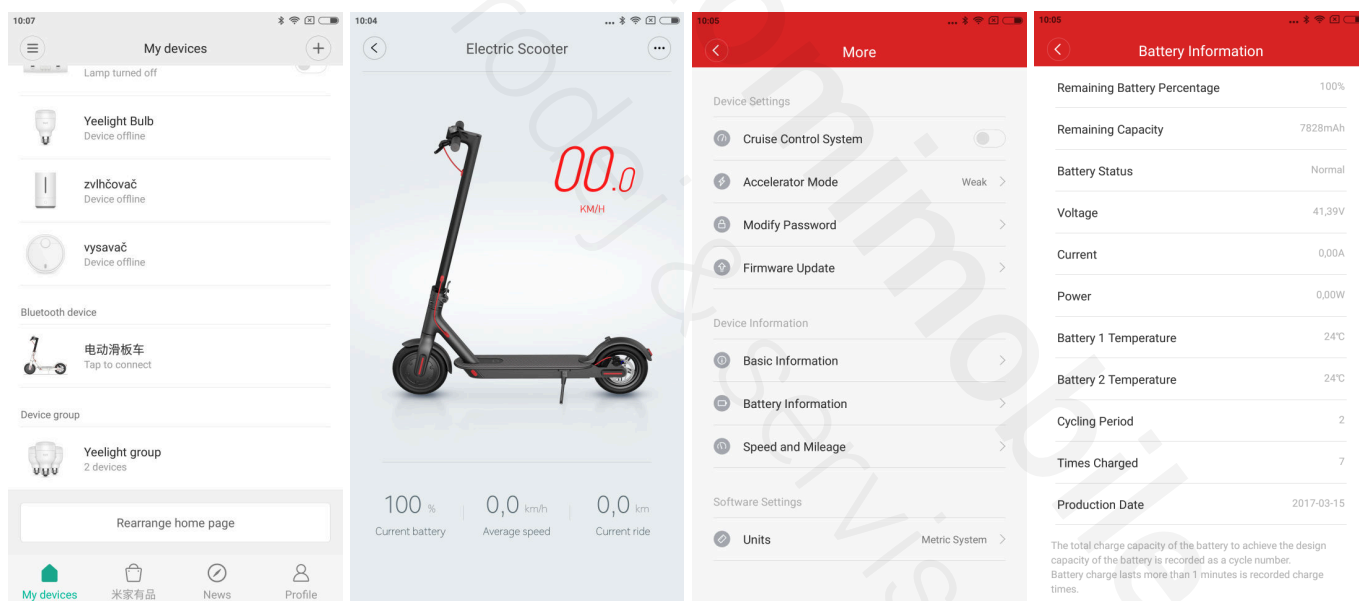 10:07
My devices
Lamp turned off
Yeelight Bulb
Device offline
zvlhčovač
Device offline
vysavač
Device offline
Bluetooth device
电动滑板车
Tap to connect
Device group
Yeelight group
2 devices
Rearrange home page
My devices
米家有品
News
Profile
10:04
Electric Scooter
00.0
KM/H
100 %
0,0 km/h
0,0 km
Current battery
Average speed
Current ride
10:05
More
Device Settings
Cruise Control System
Accelerator Mode Weak
Modify Password
Firmware Update
Device Information
Basic Information
Battery Information
Speed and Mileage
Software Settings
Units Metric System
10:05
Battery Information
Remaining Battery Percentage 100%
Remaining Capacity 7828mAh
Battery Status Normal
Voltage 41,39V
Current 0,00A
Power 0,00W
Battery 1 Temperature 24℃
Battery 2 Temperature 24℃
Cycling Period 2
Times Charged 7
Production Date 2017-03-15
The total charge capacity of the battery to achieve the design
capacity of the battery is recorded as a cycle number.
Battery charge lasts more than 1 minutes is recorded charge
times.